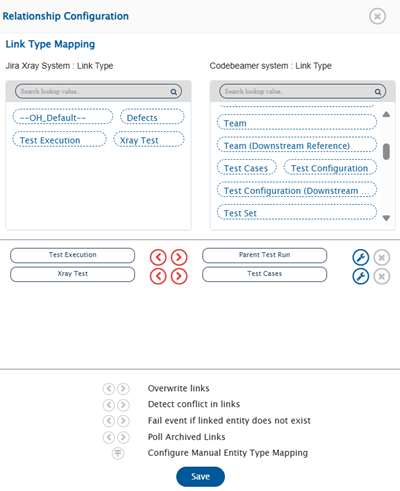 Relationship Configuration
Link Type Mapping
Jira Xray System : Link Type
Codebeamer system : Link Type
Search lookup value..
Search lookup value..
--OH_Default--
Defects
Test Execution
Xray Test
Team
Team (Downstream Reference)
Test Cases
Test Configuration
Test Configuration (Downstream ...
Test Set
Test Execution
Parent Test Run
Xray Test
Test Cases
Overwrite links
Detect conflict in links
Fail event if linked entity does not exist
Poll Archived Links
Configure Manual Entity Type Mapping
Save